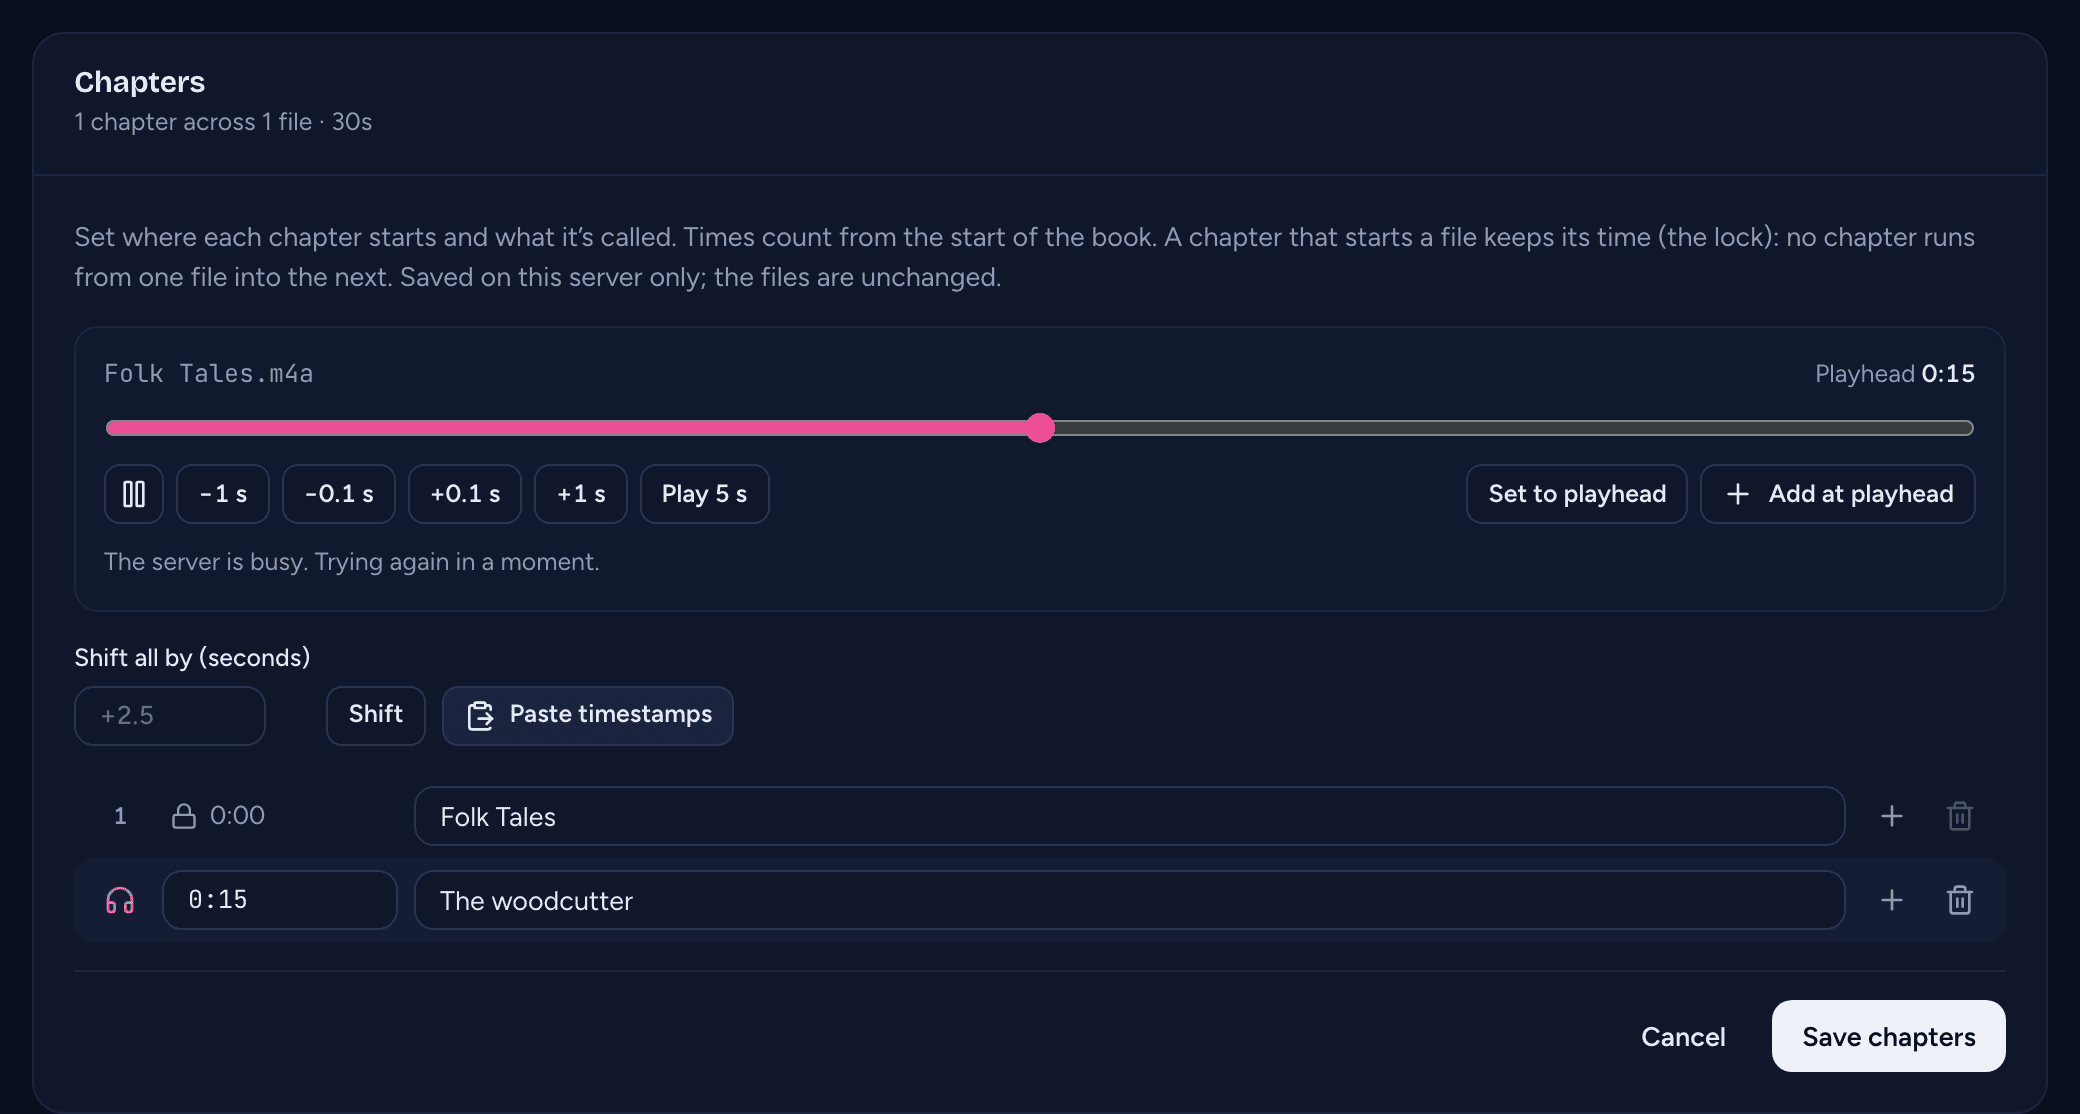 Chapters
1 chapter across 1 file · 30s
Set where each chapter starts and what it’s called. Times count from the start of the book. A chapter that starts a file keeps its time (the lock): no chapter runs
from one file into the next. Saved on this server only; the files are unchanged.
Folk Tales.m4a
Playhead 0:15
−1 s
−0.1 s
+0.1 s
+1 s
Play 5 s
Set to playhead
Add at playhead
The server is busy. Trying again in a moment.
Shift all by (seconds)
+2.5
Shift
Paste timestamps
1
0:00
Folk Tales
0:15
The woodcutter
Cancel
Save chapters